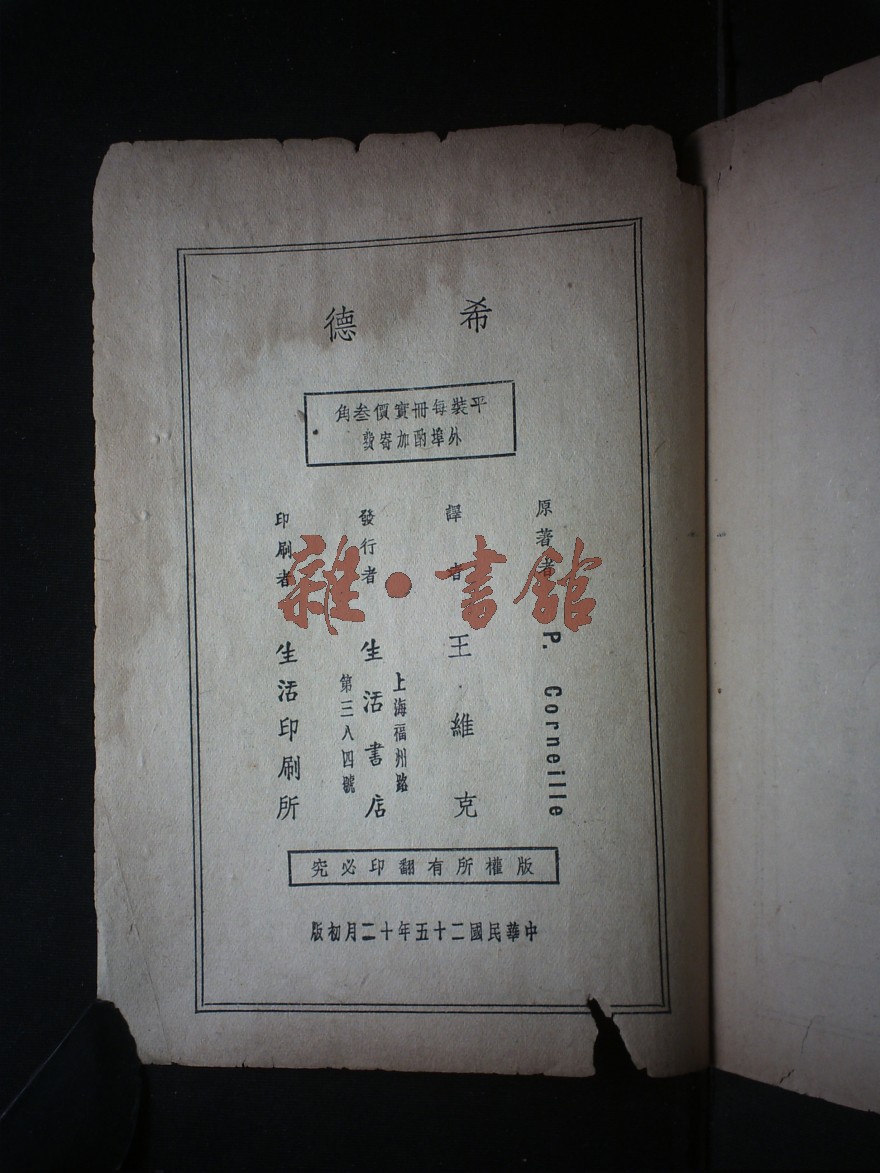 希德
平裝每冊實價叁角
外埠酌加寄費
原著者 P. Corneille
譯者 王維克
發行者 生活書店
上海福州路
第三八四號
印刷者 生活印刷所
版權所有翻印必究
中華民國二十五年十二月初版
雜·書館